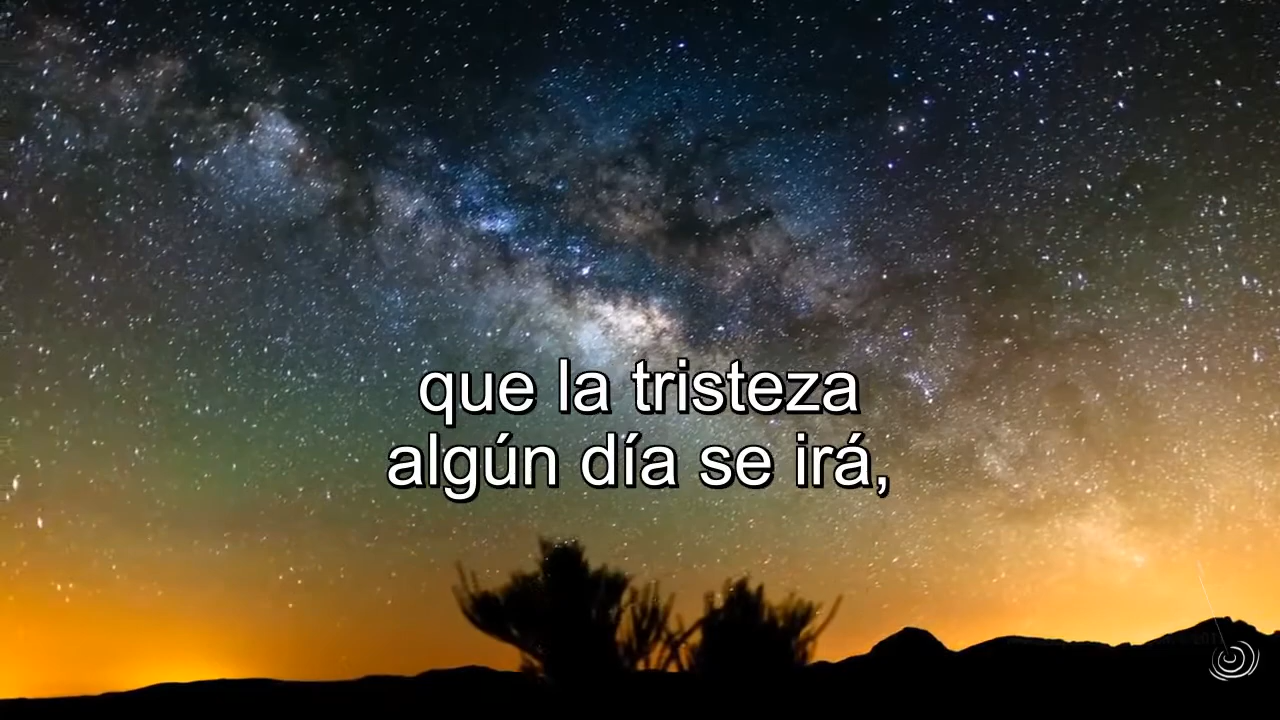 que la tristeza
algún día se irá,